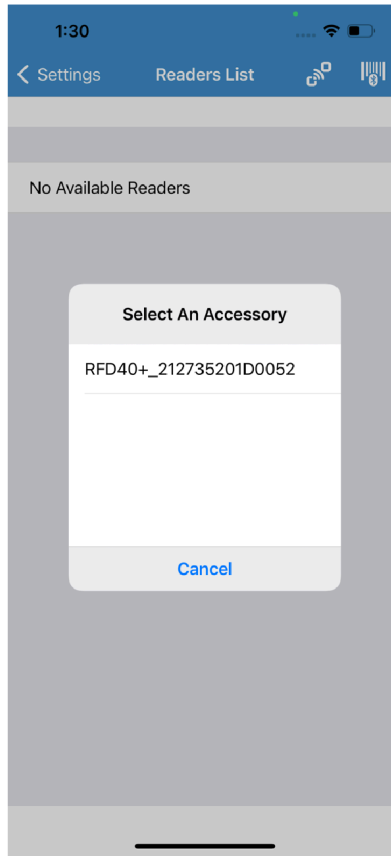 1:30
Settings
Readers List
No Available Readers
Select An Accessory
RFD40+_212735201D0052
Cancel